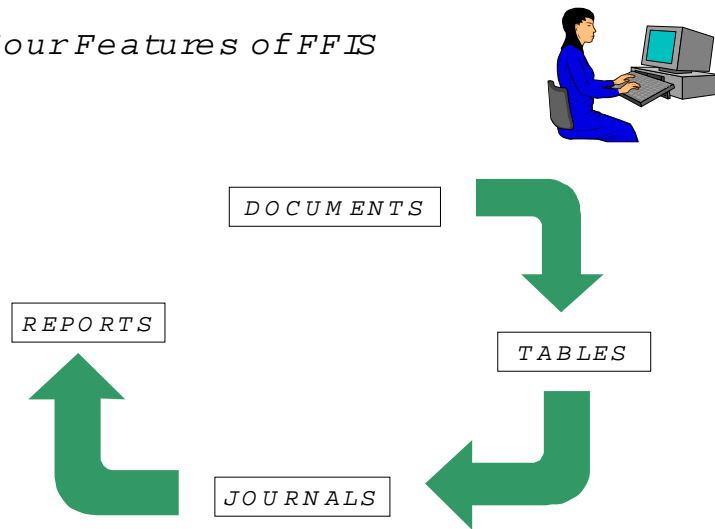 our Features of FFIS
DOCUMENTS
REPORTS
TABLES
JOURNALS